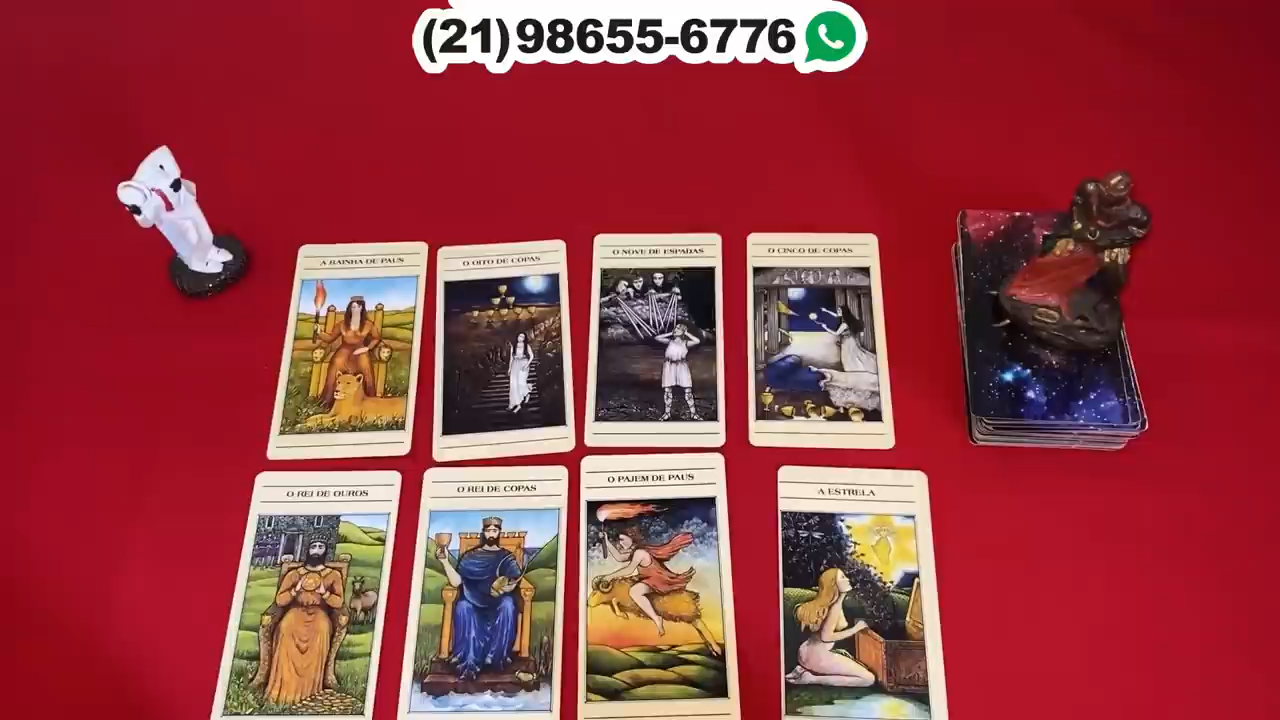 (21)98655-6776
A RAINHA DE PAUS
O OITO DE COPAS
O NOVE DE ESPADAS
O CINCO DE COPAS
O REI DE OUROS
O REI DE COPAS
O PAJEM DE PAUS
A ESTRELA